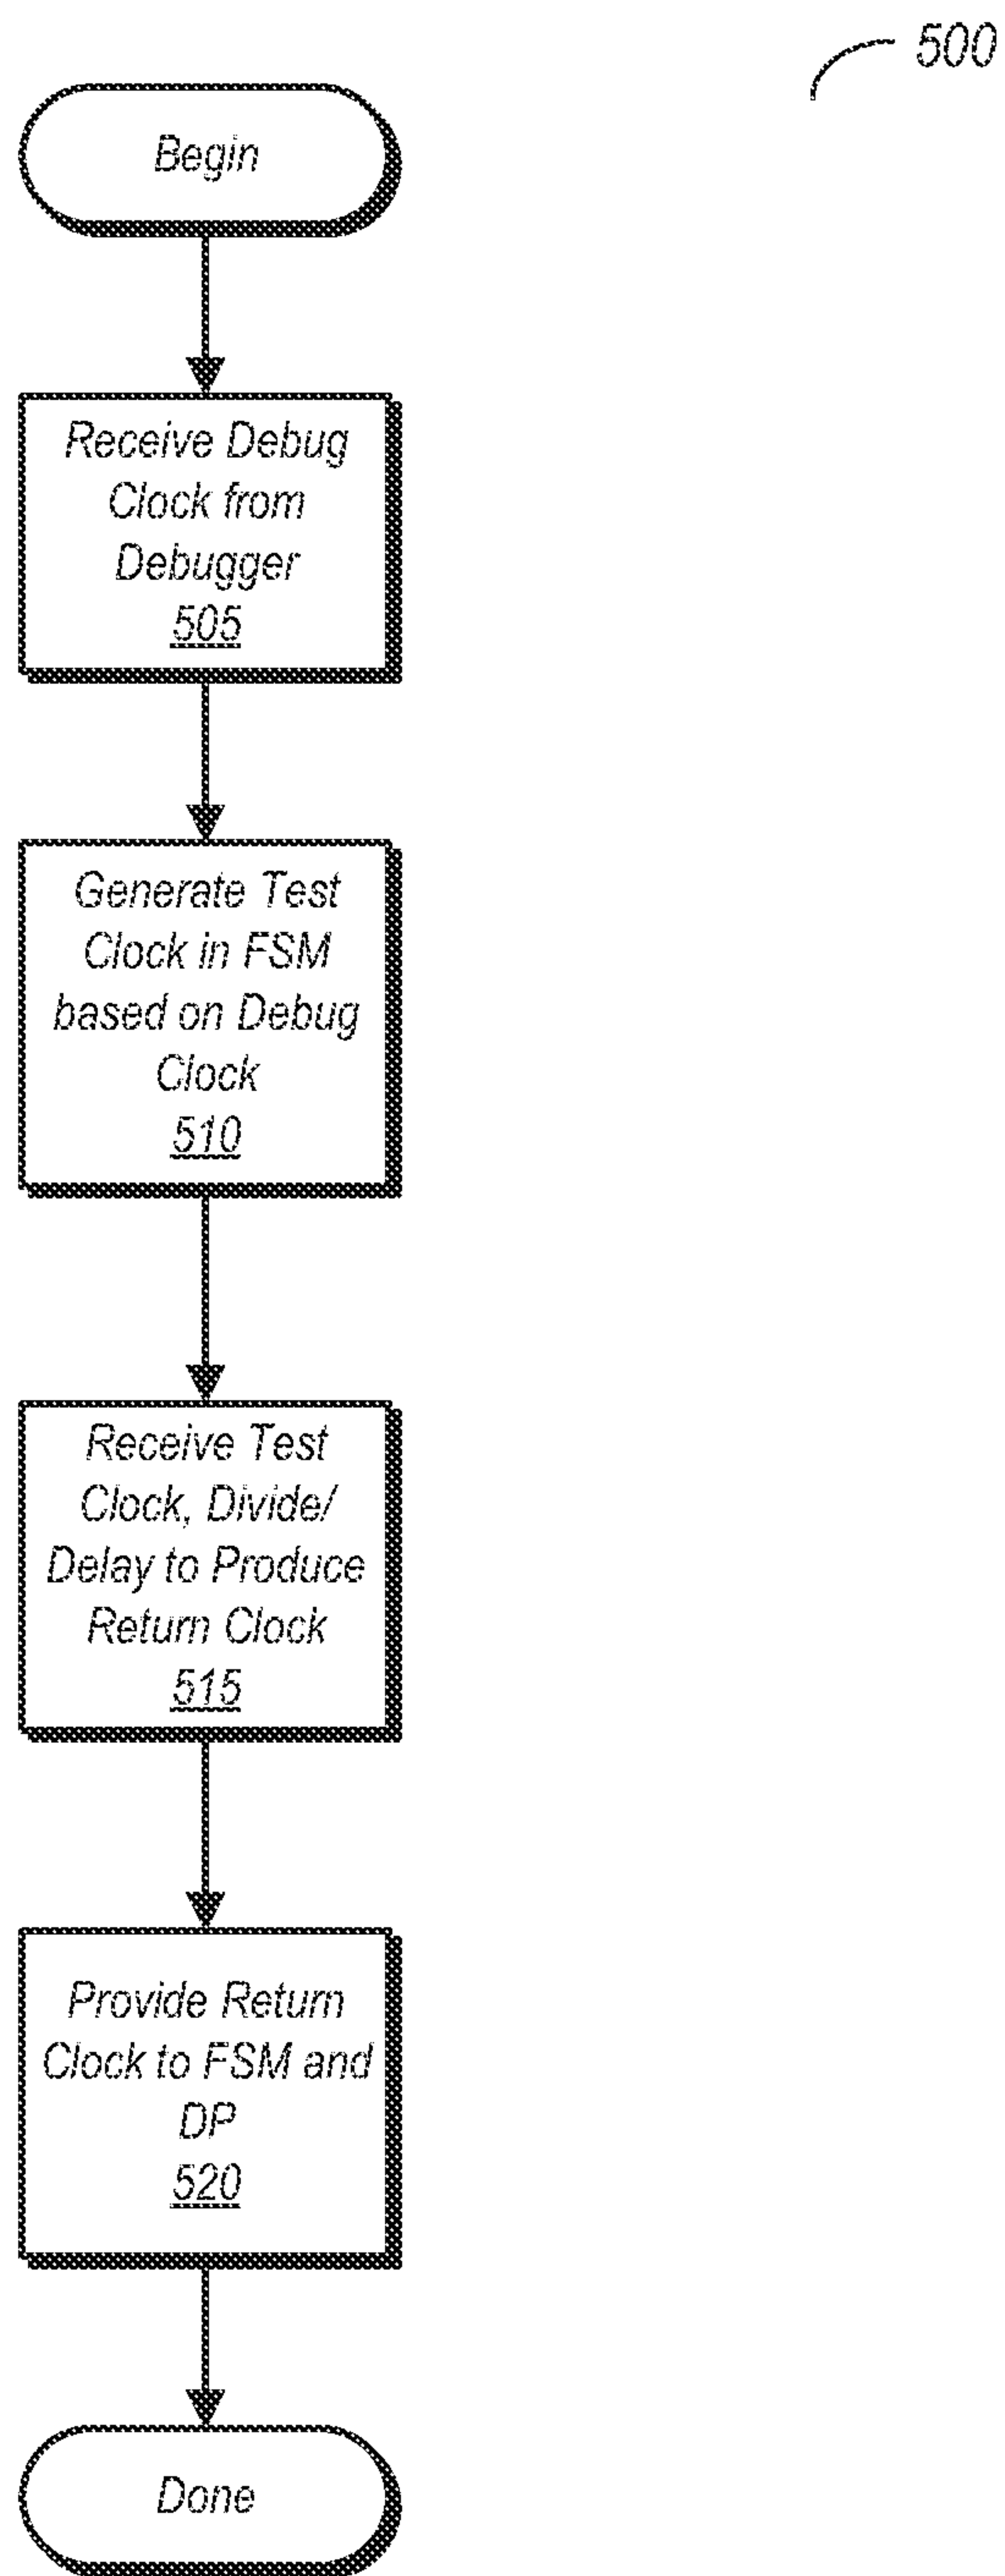 500
Begin
Receive Debug
Clock from
Debugger
505
Generate Test
Clock in FSM
based on Debug
Clock
510
Receive Test
Clock, Divide/
Delay to Produce
Return Clock
515
Provide Return
Clock to FSM and
DP
520
Done